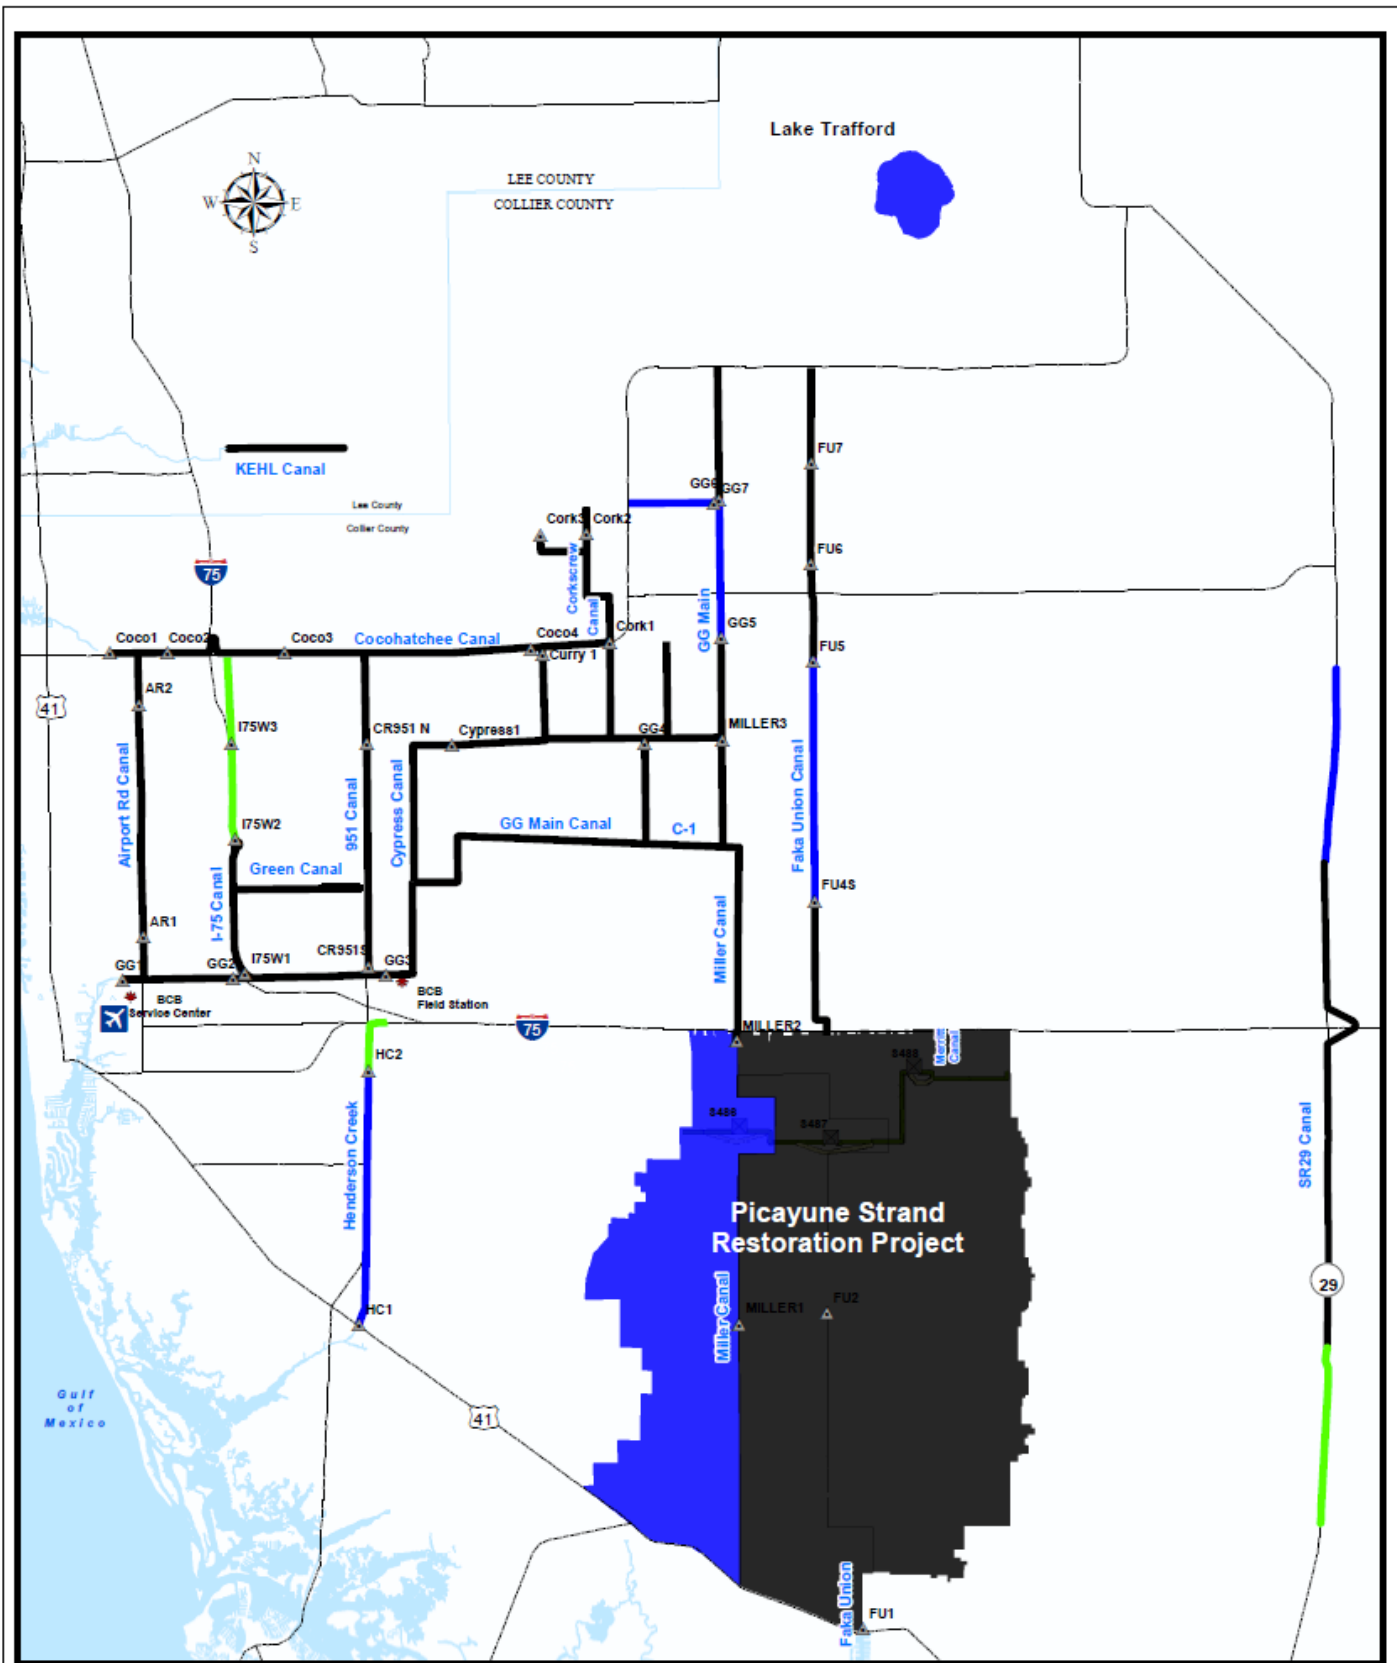 Lake Trafford
N
W
E
S
LEE COUNTY
COLLIER COUNTY
KEHL Canal
Lee County
Collier County
FU7
GG6
GG7
Cork3
Cork2
FU6
75
Corkscrew
Canal
GG Main
Coco1
Coco2
Coco3
Cocohatchee Canal
Coco4
Cork1
GG5
Curry 1
FU5
41
AR2
I75W3
CR951 N
Cypress1
GG4
MILLER3
Airport Rd Canal
951 Canal
Cypress Canal
Faka Union Canal
I75W2
GG Main Canal
C-1
Green Canal
I-75 Canal
FU4S
Miller Canal
AR1
GG1
GG2
I75W1
CR951S
GG3
BCB
Service Center
BCB
Field Station
75
MILLER2
Canal
HC2
S488
S486
S487
Henderson Creek
SR29 Canal
Picayune Strand
Restoration Project
29
Miller Canal
MILLER1
FU2
HC1
Gulf
of
Mexico
41
Faka Union
FU1